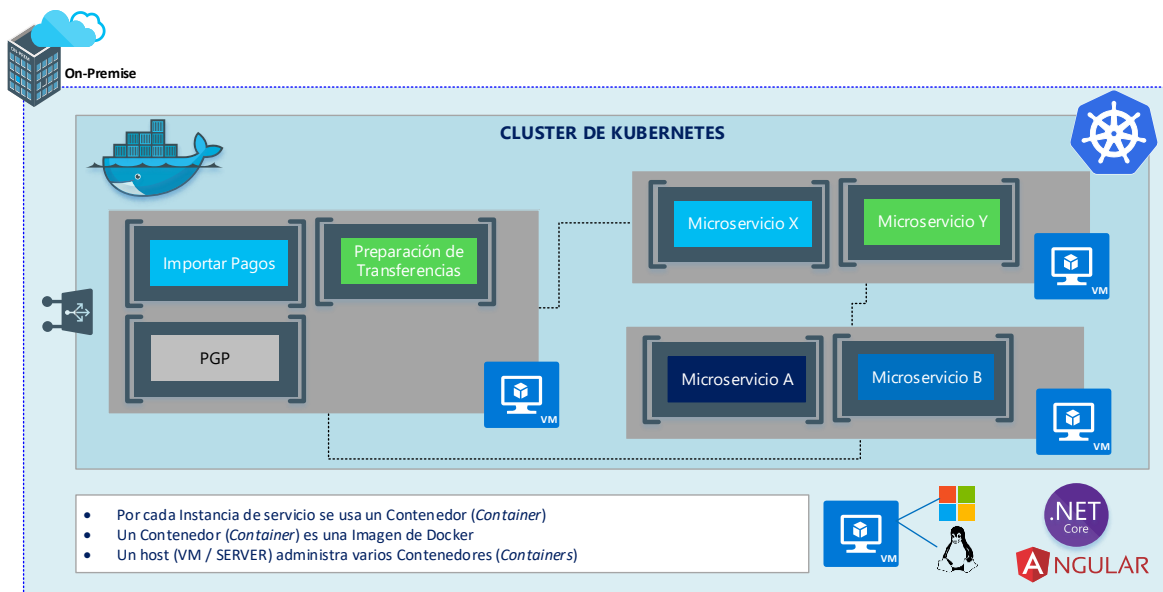 On-Premise
CLUSTER DE KUBERNETES
Importar Pagos
Preparación de
Transferencias
PGP
VM
Microservicio X
Microservicio Y
VM
Microservicio A
Microservicio B
VM
• Por cada Instancia de servicio se usa un Contenedor (Container)
• Un Contenedor (Container) es una Imagen de Docker
• Un host (VM / SERVER) administra varios Contenedores (Containers)
VM
.NET
Core
ANGULAR